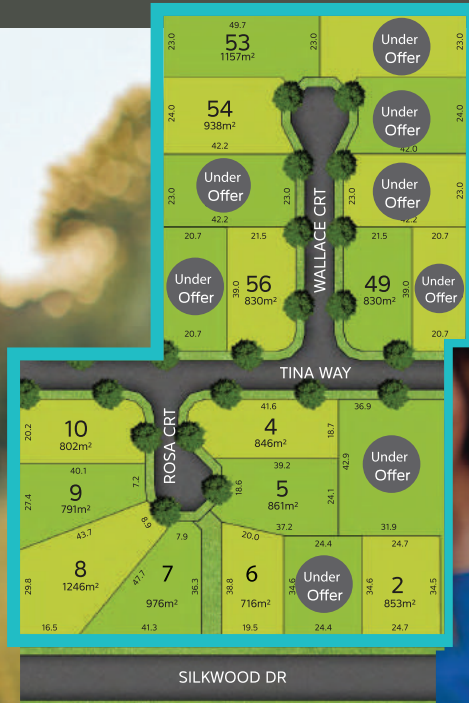 49.7
23.0
53
1157m²
23.0
Under
Offer
23.0
24.0
54
938m²
42.2
Under
Offer
24.0
42.0
23.0
Under
Offer
23.0
42.2
23.0
Under
Offer
23.0
42.2
WALLACE CRT
20.7
Under
Offer
20.7
21.5
39.0
56
830m²
21.5
49
830m²
39.0
20.7
Under
Offer
20.7
TINA WAY
ROSA CRT
20.2
10
802m²
40.1
7.2
27.4
9
791m²
43.7
8.9
29.8
8
1246m²
16.5
47.7
7.9
7
976m²
36.3
41.3
41.6
4
846m²
18.7
39.2
18.6
5
861m²
24.1
37.2
36.9
42.9
Under
Offer
31.9
20.0
38.8
6
716m²
19.5
24.4
34.6
Under
Offer
24.4
24.7
34.6
2
853m²
34.5
24.7
SILKWOOD DR